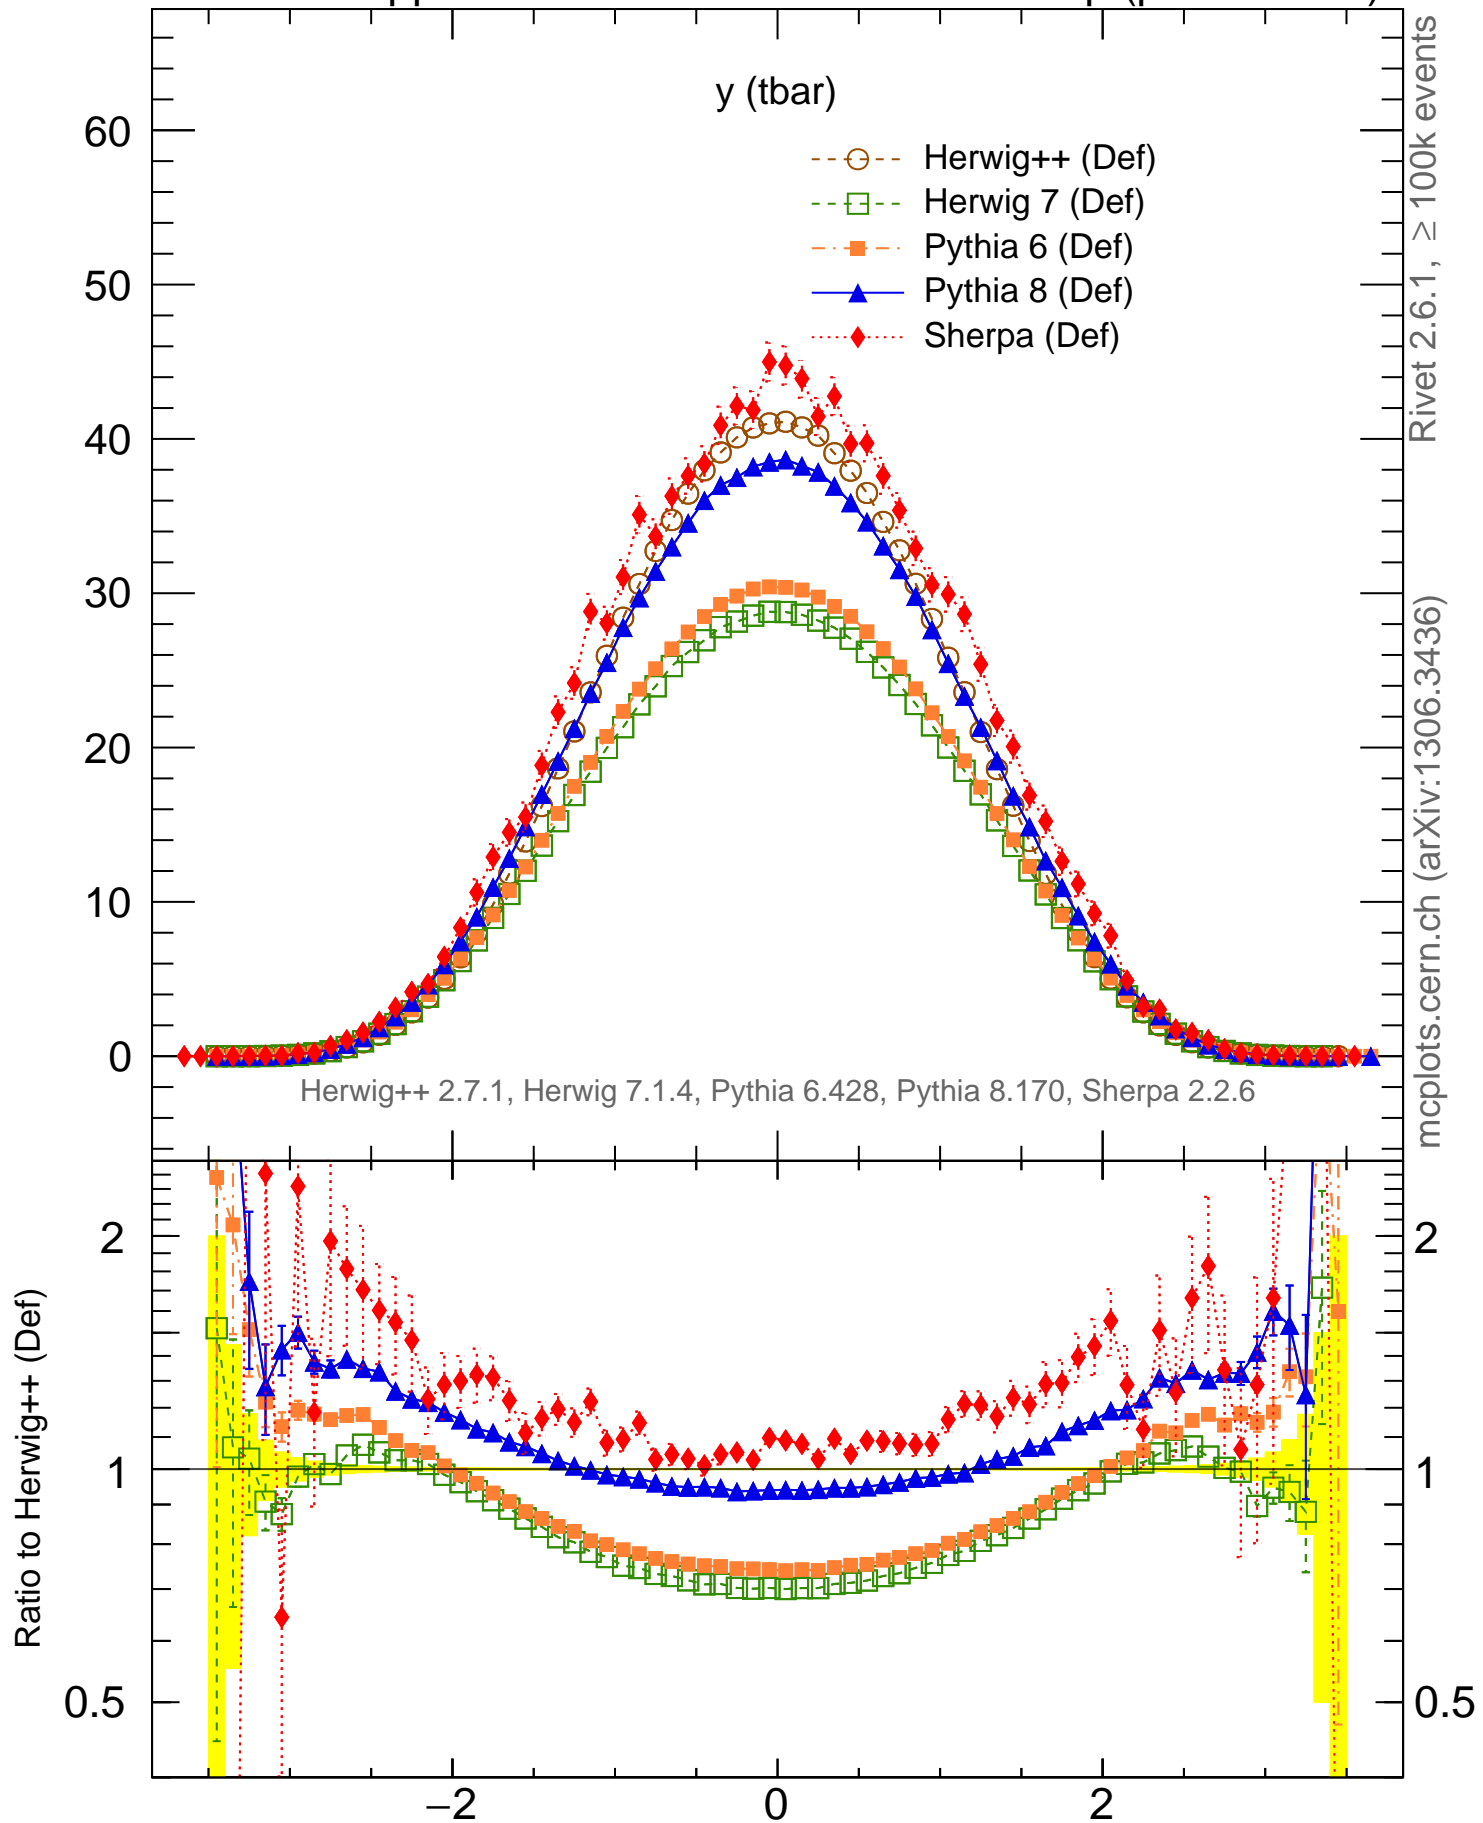 y (tbar)
Herwig++ (Def)
Herwig 7 (Def)
Pythia 6 (Def)
Pythia 8 (Def)
Sherpa (Def)
60
50
40
30
20
10
0
Herwig++ 2.7.1, Herwig 7.1.4, Pythia 6.428, Pythia 8.170, Sherpa 2.2.6
Rivet 2.6.1, ≥ 100k events
mcplots.cern.ch (arXiv:1306.3436)
Ratio to Herwig++ (Def)
2
1
0.5
2
1
0.5
−2
0
2